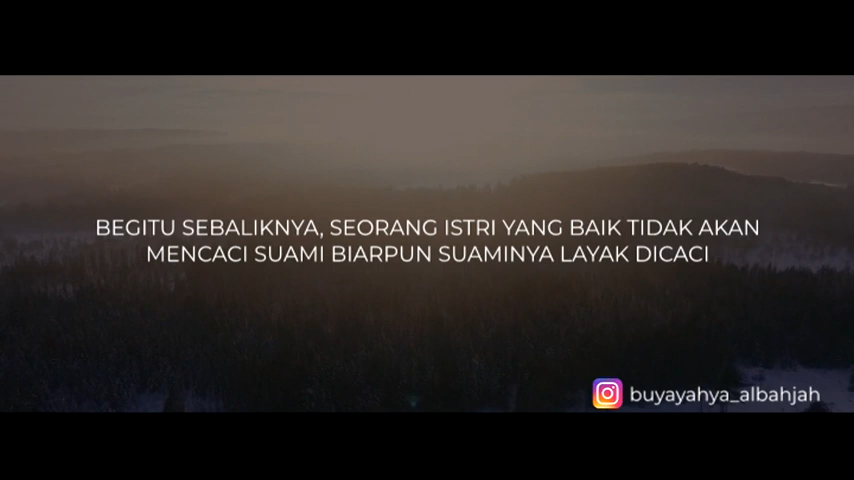 BEGITU SEBALIKNYA, SEORANG ISTRI YANG BAIK TIDAK AKAN
MENCACI SUAMI BIARPUN SUAMINYA LAYAK DICACI
buyayahya_albahjah